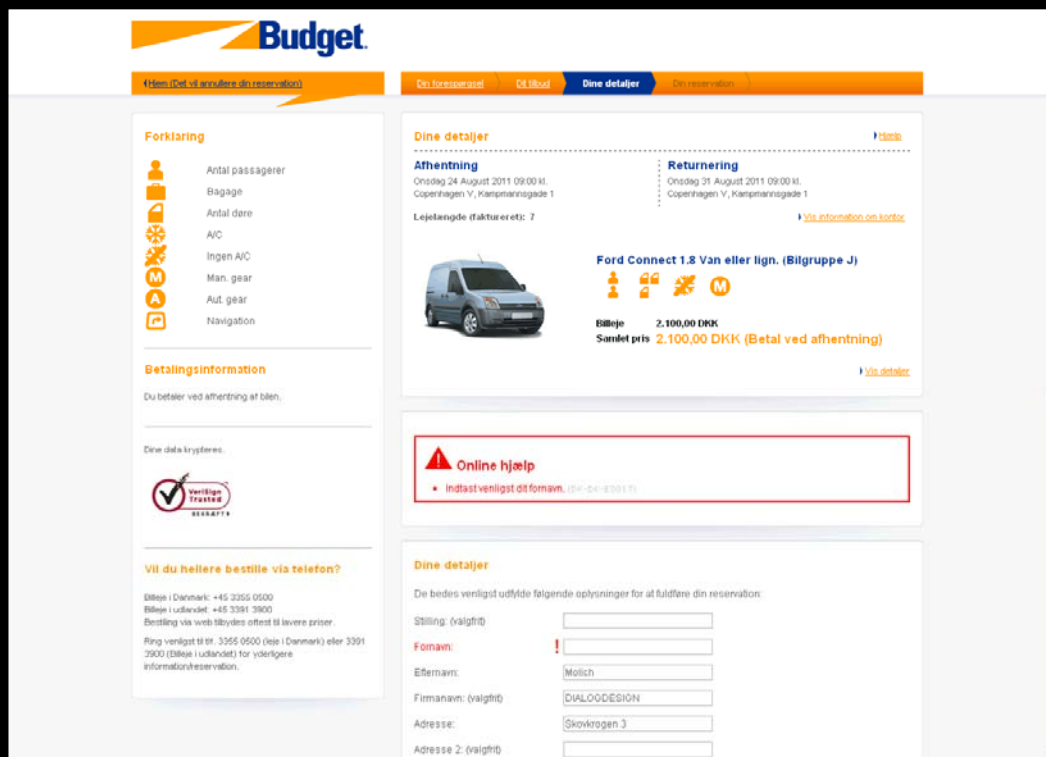 Budget.
Hjem (Det vil annullere din reservation)
Din forespørgsel
Dit tilbud
Dine detaljer
Din reservation
Forklaring
Antal passagerer
Bagage
Antal døre
A/C
Ingen A/C
M
Man. gear
A
Aut. gear
Navigation
Betalingsinformation
Du betaler ved afhentning af bilen.
Dine data krypteres.
VeriSign
Trusted
BEKRÆFT
Vil du hellere bestille via telefon?
Billeje i Danmark: +45 3355 0500
Billeje i udlandet: +45 3391 3900
Bestilling via web tilbydes oftest til lavere priser.
Ring venligst til tlf. 3355 0500 (leje i Danmark) eller 3391
3900 (Billeje i udlandet) for yderligere
information/reservation.
Dine detaljer
Hjælp
Afhentning
Onsdag 24 August 2011 09:00 kl.
Copenhagen V, Kampmannsgade 1
Returnering
Onsdag 31 August 2011 09:00 kl.
Copenhagen V, Kampmannsgade 1
Lejelængde (faktureret): 7
Vis information om kontor
Ford Connect 1.8 Van eller lign. (Bilgruppe J)
M
Billeje 2.100,00 DKK
Samlet pris 2.100,00 DKK (Betal ved afhentning)
Vis detaljer
Online hjælp
Indtast venligst dit fornavn.
Dine detaljer
De bedes venligst udfylde følgende oplysninger for at fuldføre din reservation:
Stilling: (valgfrit)
Fornavn: !
Efternavn: Molich
Firmanavn: (valgfrit) DIALOGDESIGN
Adresse: Skovkrogen 3
Adresse 2: (valgfrit)